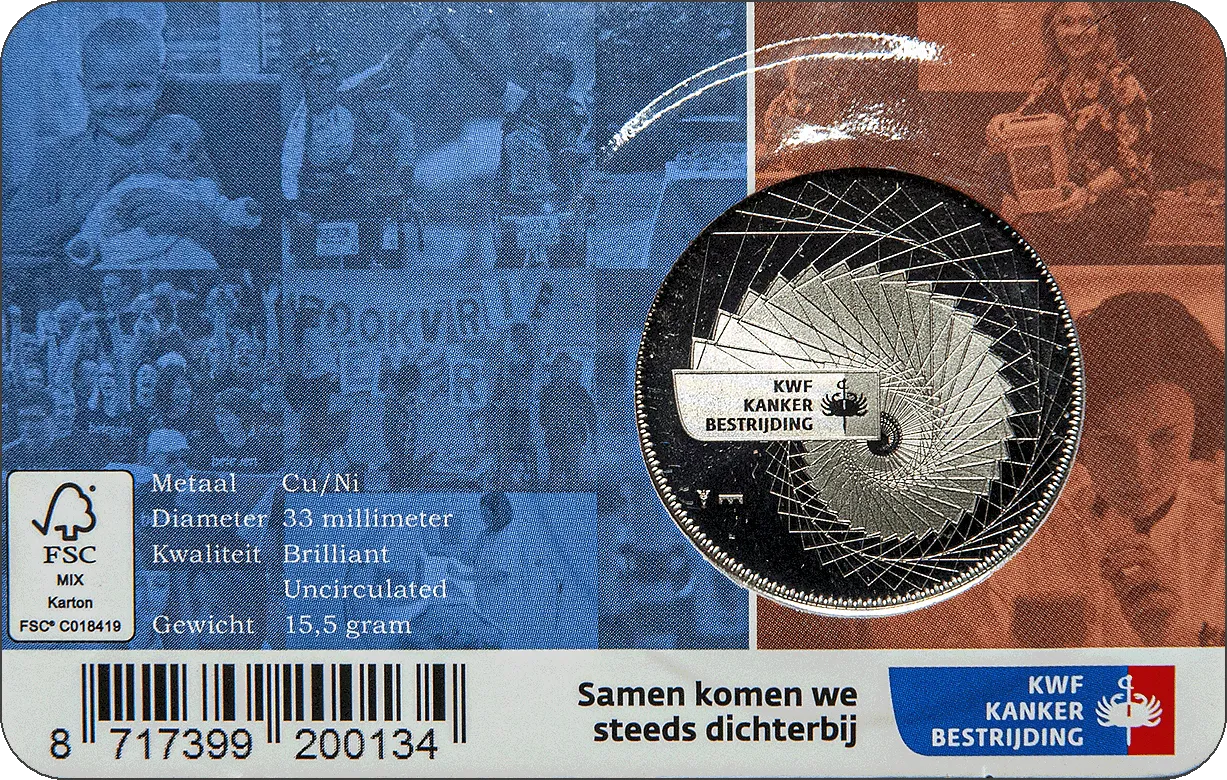 KWF
KANKER
BESTRIJDING
Metaal Cu/Ni
Diameter 33 millimeter
Kwaliteit Brilliant
Uncirculated
Gewicht 15,5 gram
FSC
MIX
Karton
FSC® C018419
8 717399 200134
Samen komen we
steeds dichterbij
KWF
KANKER
BESTRIJDING